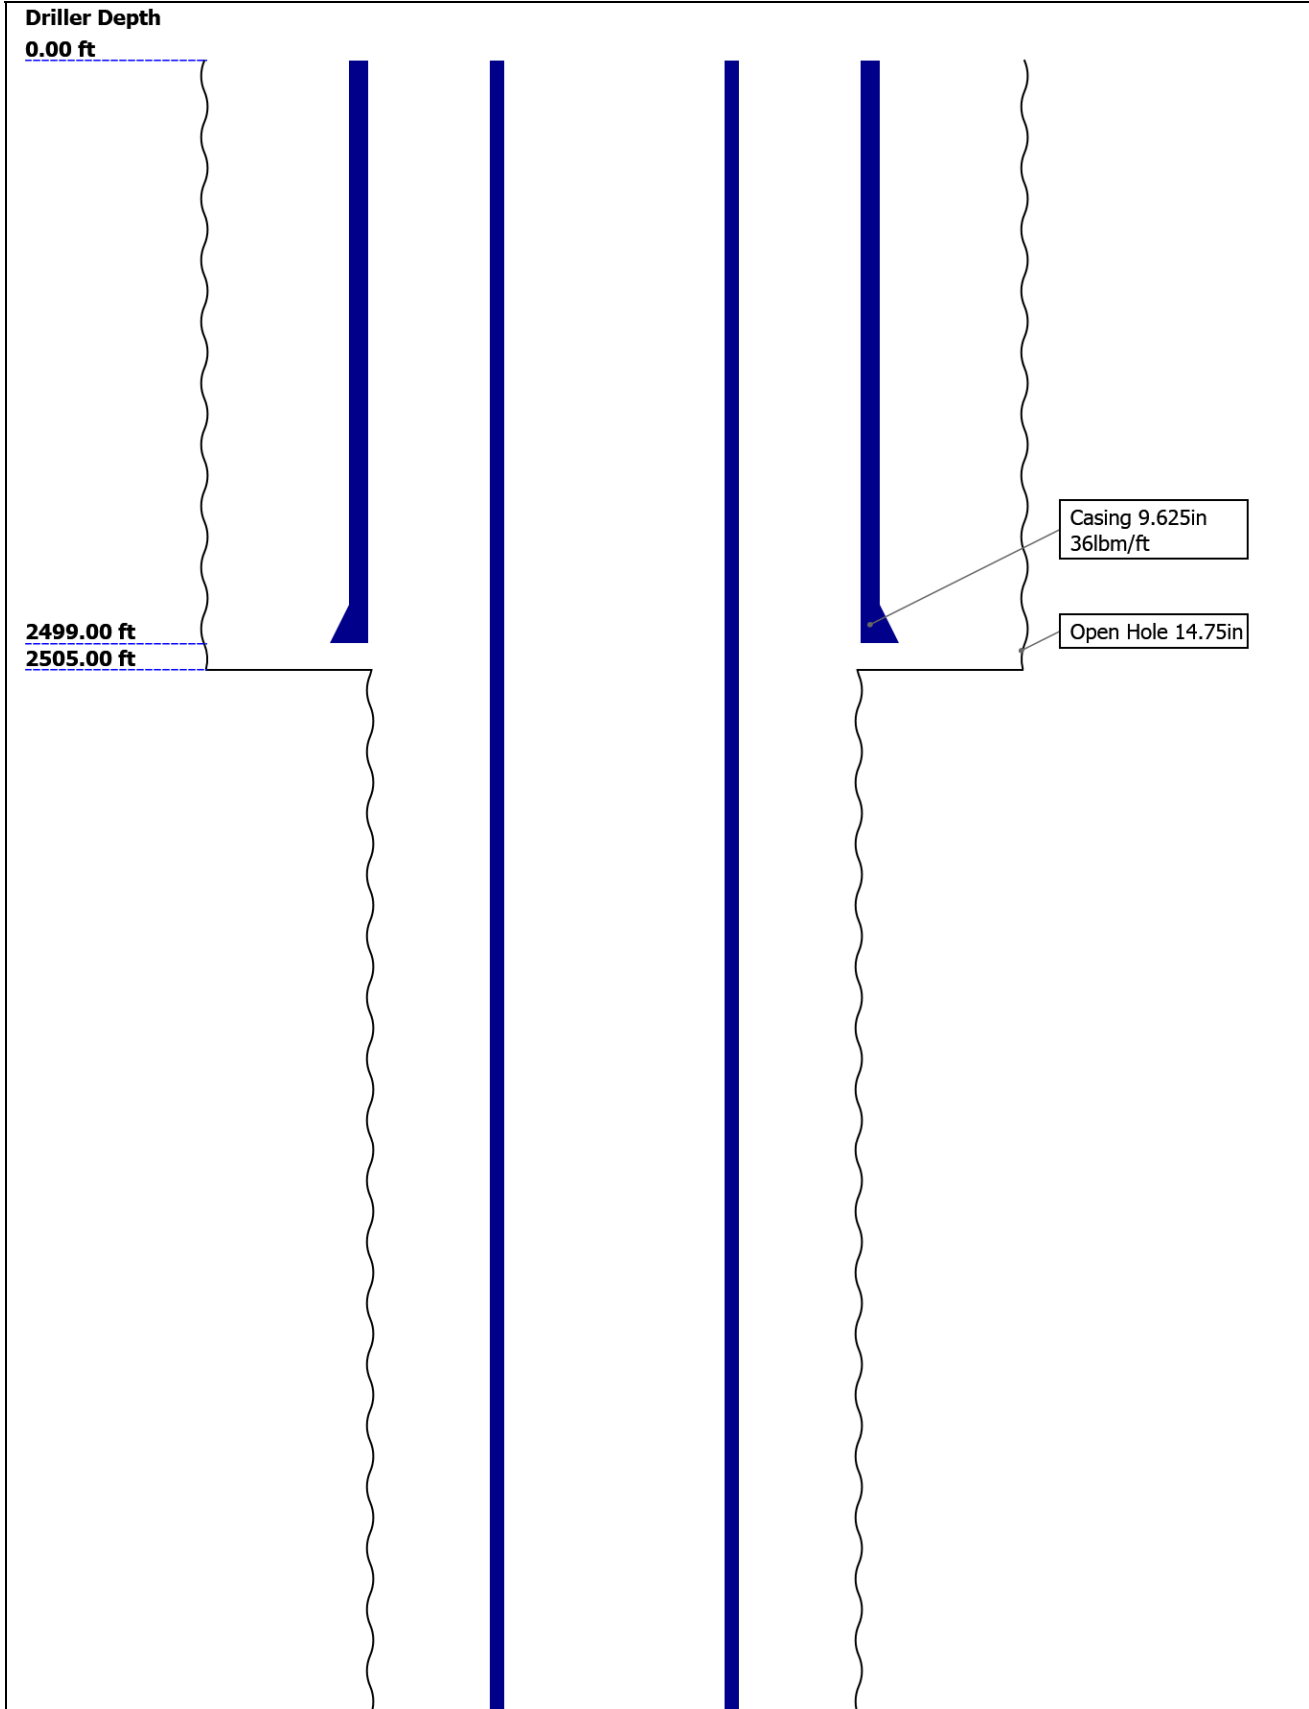 Driller Depth
0.00 ft
Casing 9.625in
36lbm/ft
2499.00 ft
Open Hole 14.75in
2505.00 ft